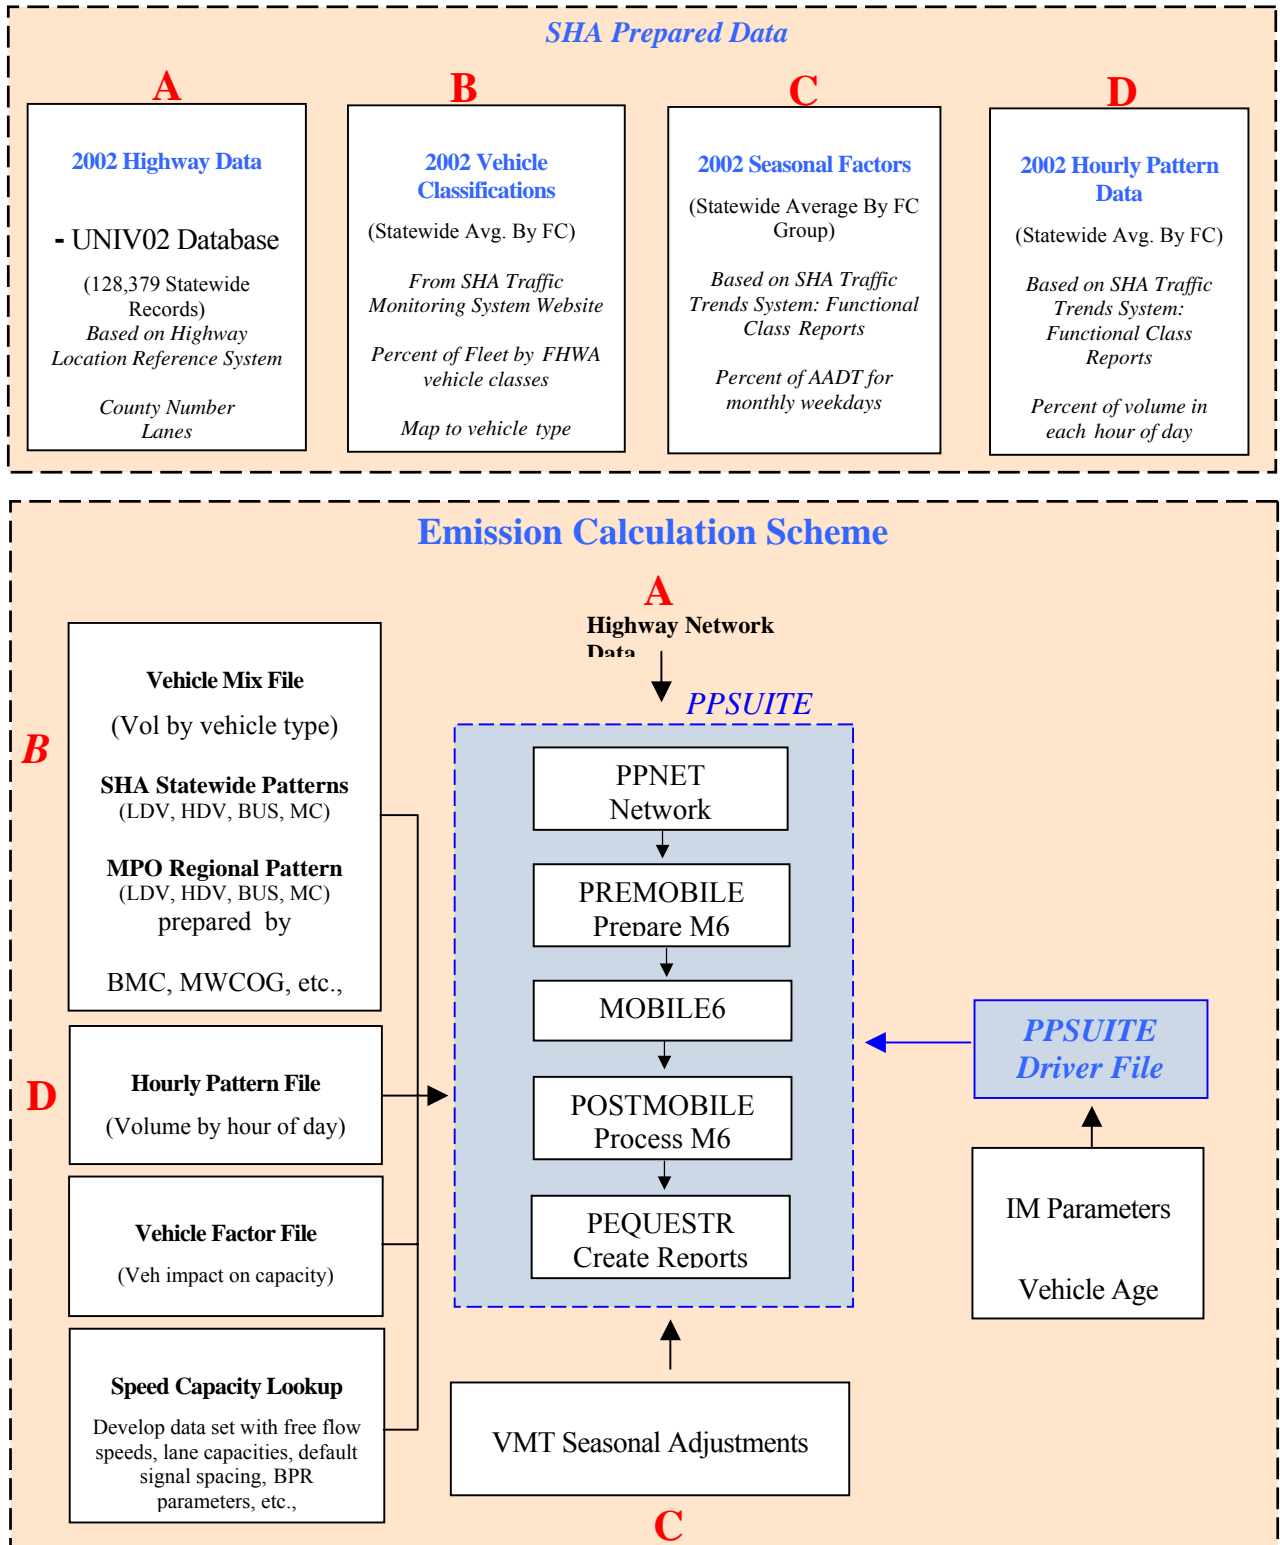 SHA Prepared Data
A
2002 Highway Data
- UNIV02 Database
(128,379 Statewide
Records)
Based on Highway
Location Reference System
County Number
Lanes
B
2002 Vehicle
Classifications
(Statewide Avg. By FC)
From SHA Traffic
Monitoring System Website
Percent of Fleet by FHWA
vehicle classes
Map to vehicle type
C
2002 Seasonal Factors
(Statewide Average By FC
Group)
Based on SHA Traffic
Trends System: Functional
Class Reports
Percent of AADT for
monthly weekdays
D
2002 Hourly Pattern
Data
(Statewide Avg. By FC)
Based on SHA Traffic
Trends System:
Functional Class
Reports
Percent of volume in
each hour of day
Emission Calculation Scheme
A
Highway Network
Data
B
Vehicle Mix File
(Vol by vehicle type)
SHA Statewide Patterns
(LDV, HDV, BUS, MC)
MPO Regional Pattern
(LDV, HDV, BUS, MC)
prepared by
BMC, MWCOG, etc.,
D
Hourly Pattern File
(Volume by hour of day)
Vehicle Factor File
(Veh impact on capacity)
Speed Capacity Lookup
Develop data set with free flow
speeds, lane capacities, default
signal spacing, BPR
parameters, etc.,
PPSUITE
PPNET
Network
PREMOBILE
Prepare M6
MOBILE6
POSTMOBILE
Process M6
PEQUESTR
Create Reports
VMT Seasonal Adjustments
C
PPSUITE
Driver File
IM Parameters
Vehicle Age